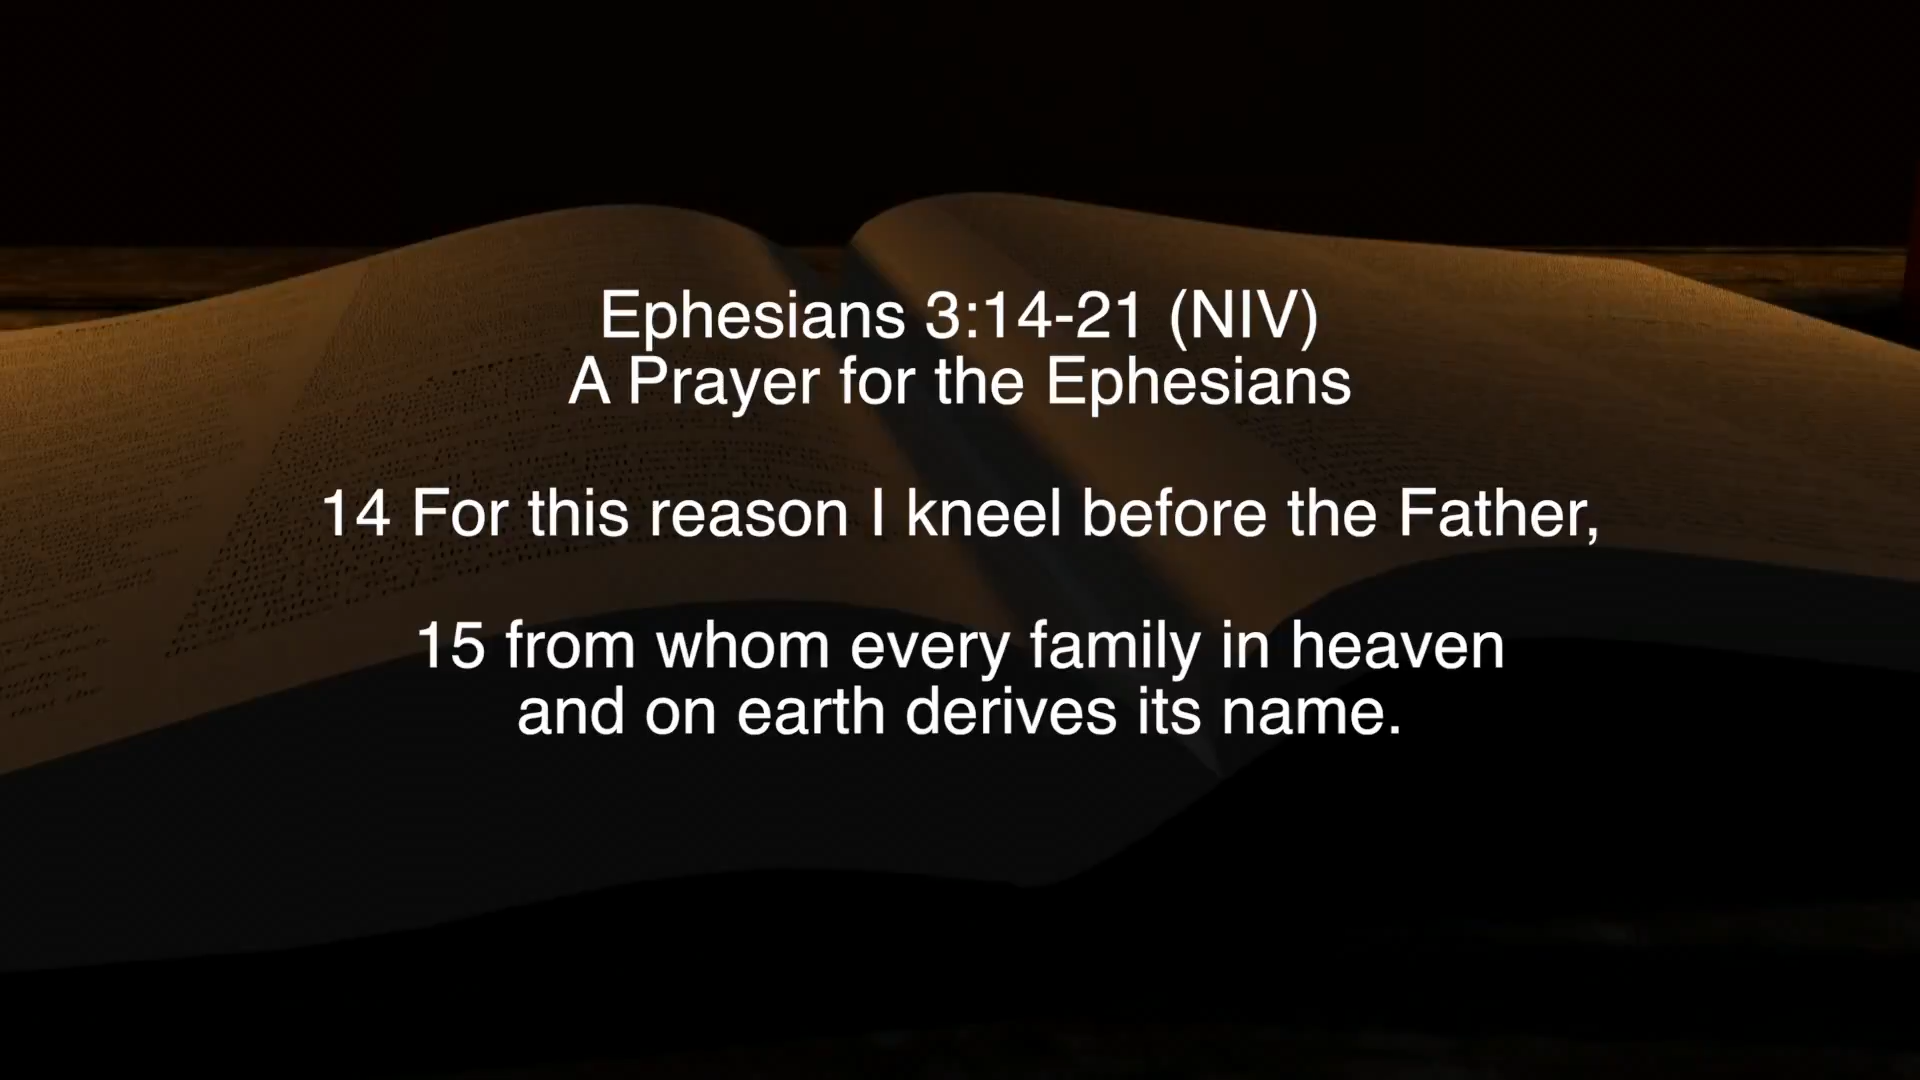 Ephesians 3:14-21 (NIV)
A Prayer for the Ephesians
14 For this reason I kneel before the Father,
15 from whom every family in heaven
and on earth derives its name.